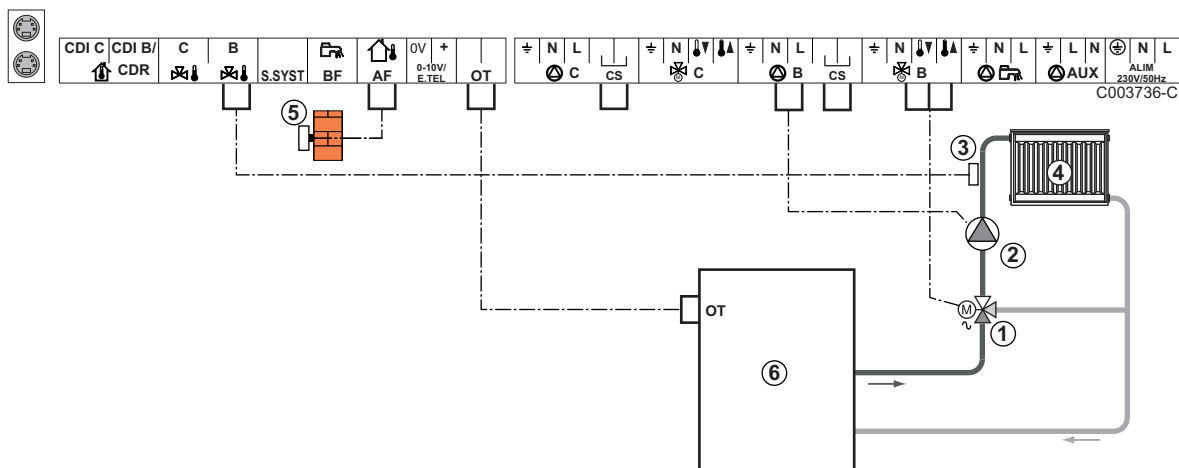 CDI C CDI B/ C B 0V + N L N N L N N L L N N L
CDR S.SYST BF AF 0-10V/ E.TEL OT C CS C B CS B AUX ALIM 230V/50Hz
M
C003736-C
5
3
4
2
OT
M
1
6